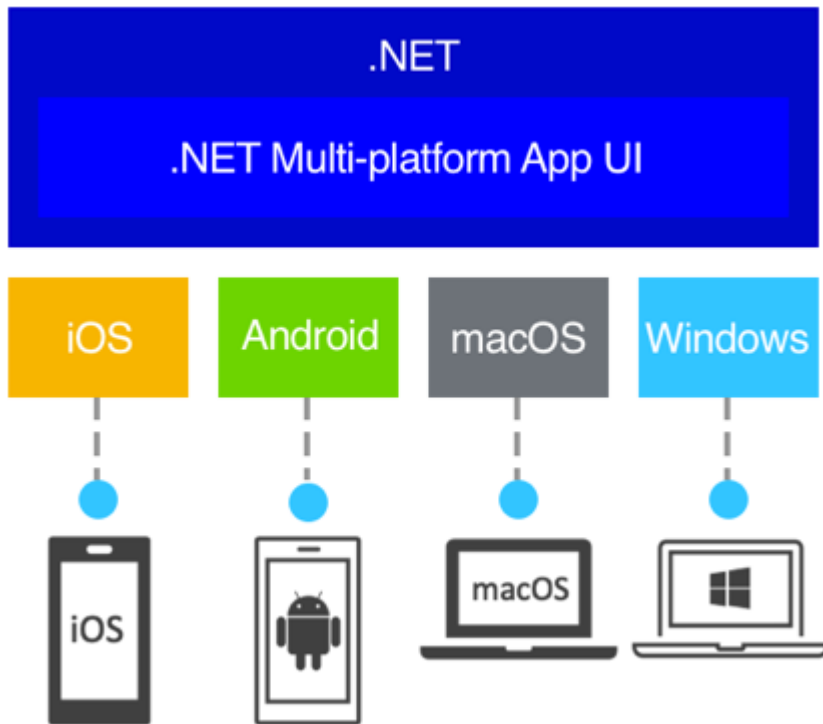 .NET
.NET Multi-platform App UI
iOS
Android
macOS
Windows
iOS
macOS